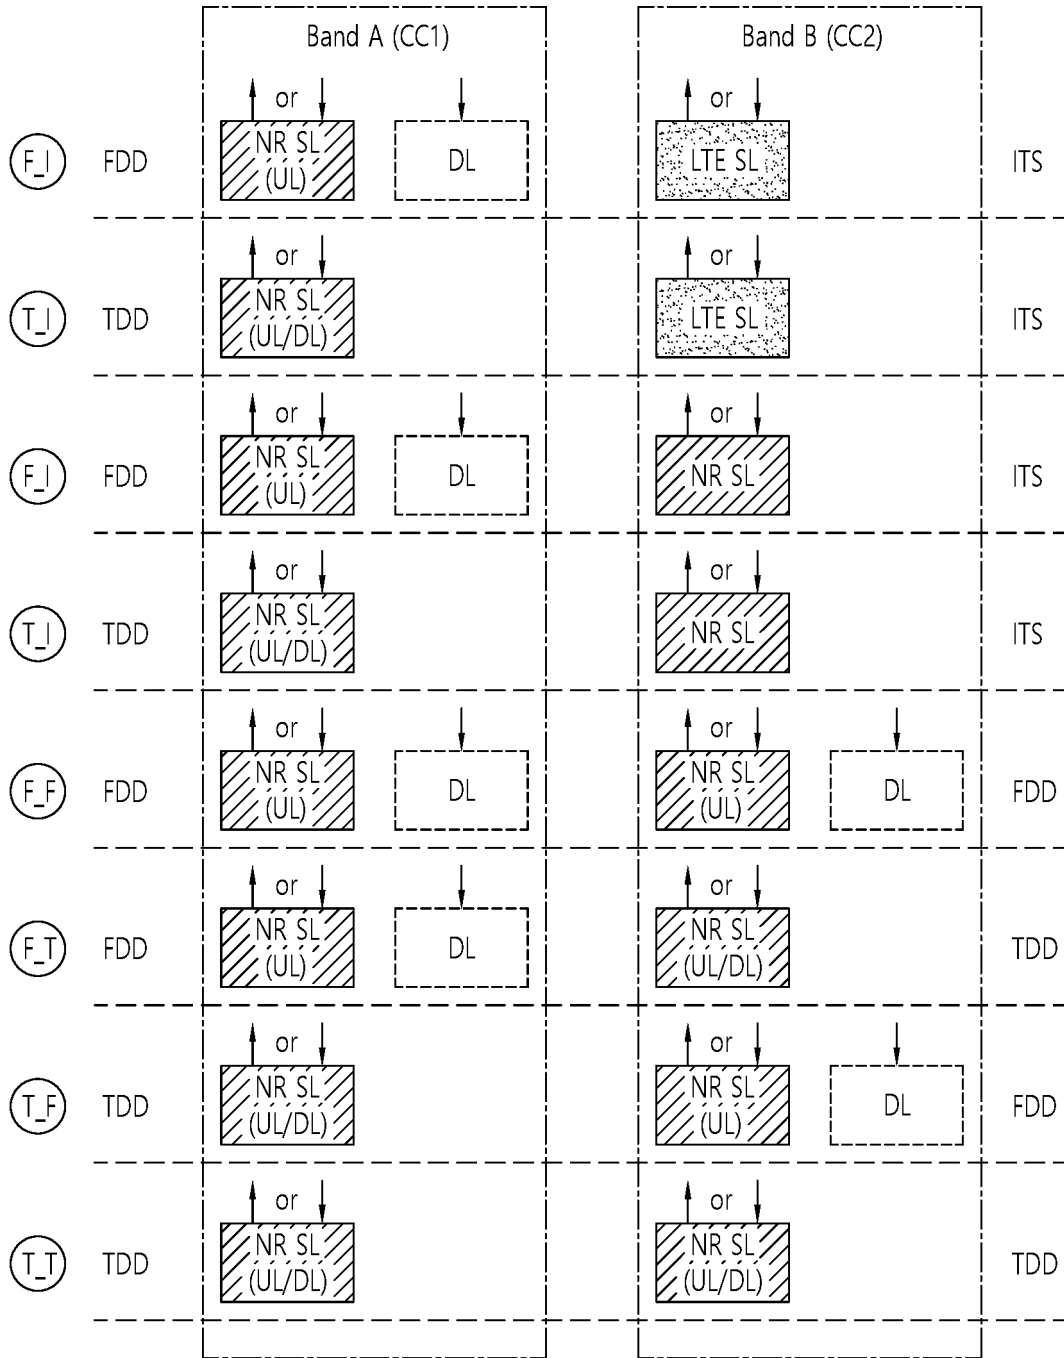 Band A (CC1) Band B (CC2)
or or
F_I FDD NR SL (UL) DL LTE SL ITS
or or
T_I TDD NR SL (UL/DL) LTE SL ITS
or or
F_I FDD NR SL (UL) DL NR SL ITS
or or
T_I TDD NR SL (UL/DL) NR SL ITS
or or
F_F FDD NR SL (UL) DL NR SL (UL) DL FDD
or or
F_T FDD NR SL (UL) DL NR SL (UL/DL) TDD
or or
T_F TDD NR SL (UL/DL) NR SL (UL) DL FDD
or or
T_T TDD NR SL (UL/DL) NR SL (UL/DL) TDD